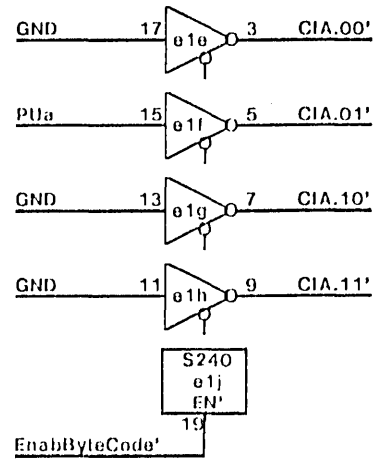 GND 17 e1e 3 CIA.00'
PUa 15 e1f 5 CIA.01'
GND 13 e1g 7 CIA.10'
GND 11 e1h 9 CIA.11'
S240
e1j
EN'
19
EnabByteCode'